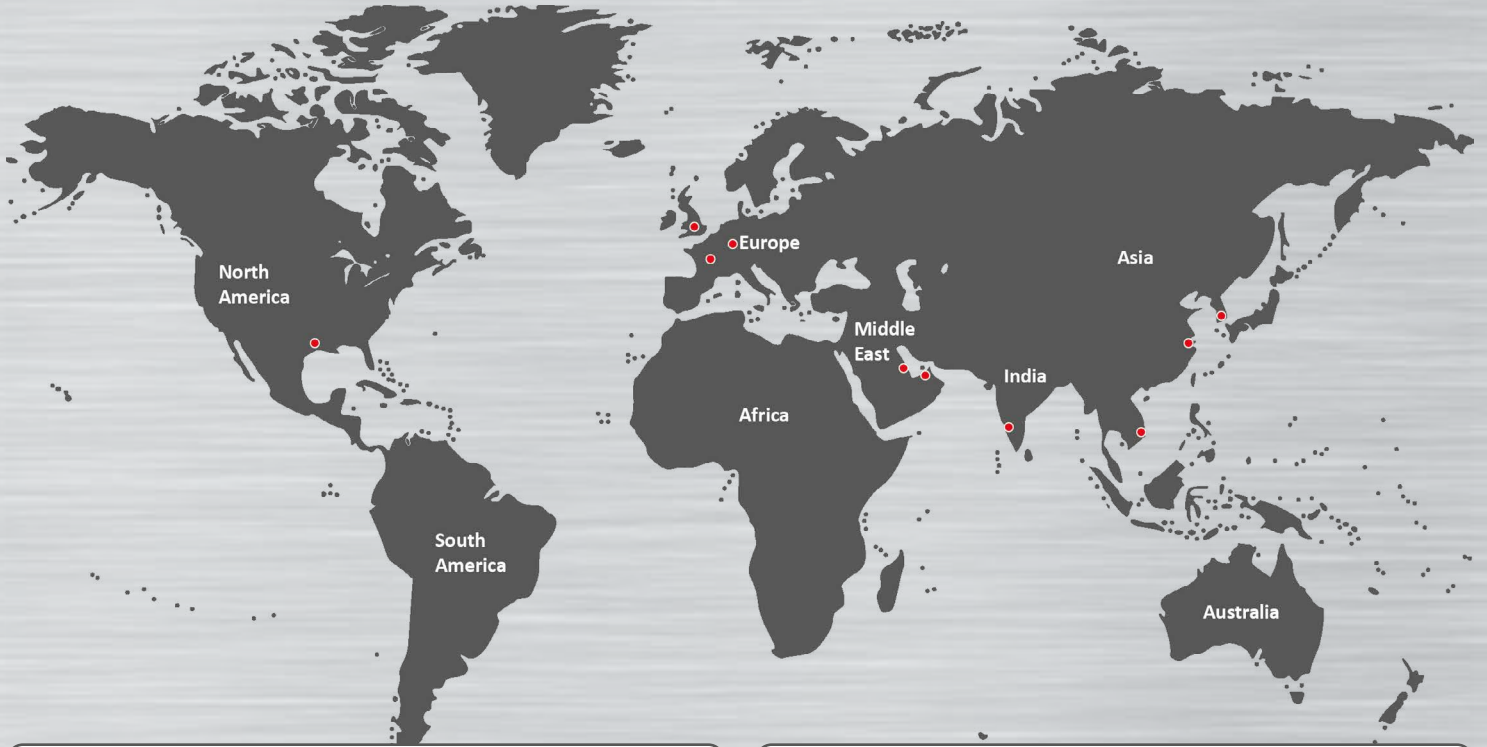 North
America
Europe
Asia
Middle
East
India
Africa
South
America
Australia